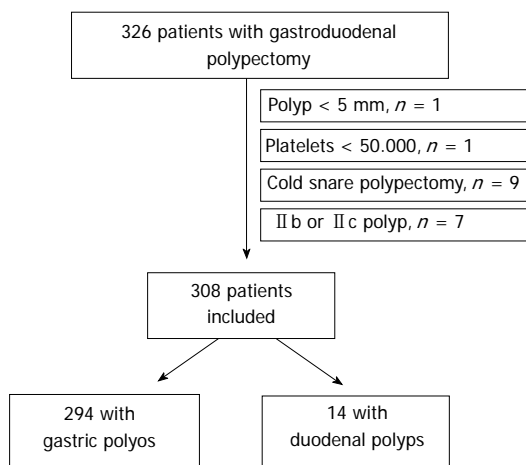 326 patients with gastroduodenal
polypectomy
Polyp < 5 mm, n = 1
Platelets < 50.000, n = 1
Cold snare polypectomy, n = 9
Ⅱb or Ⅱc polyp, n = 7
308 patients
included
294 with
gastric polyos
14 with
duodenal polyps